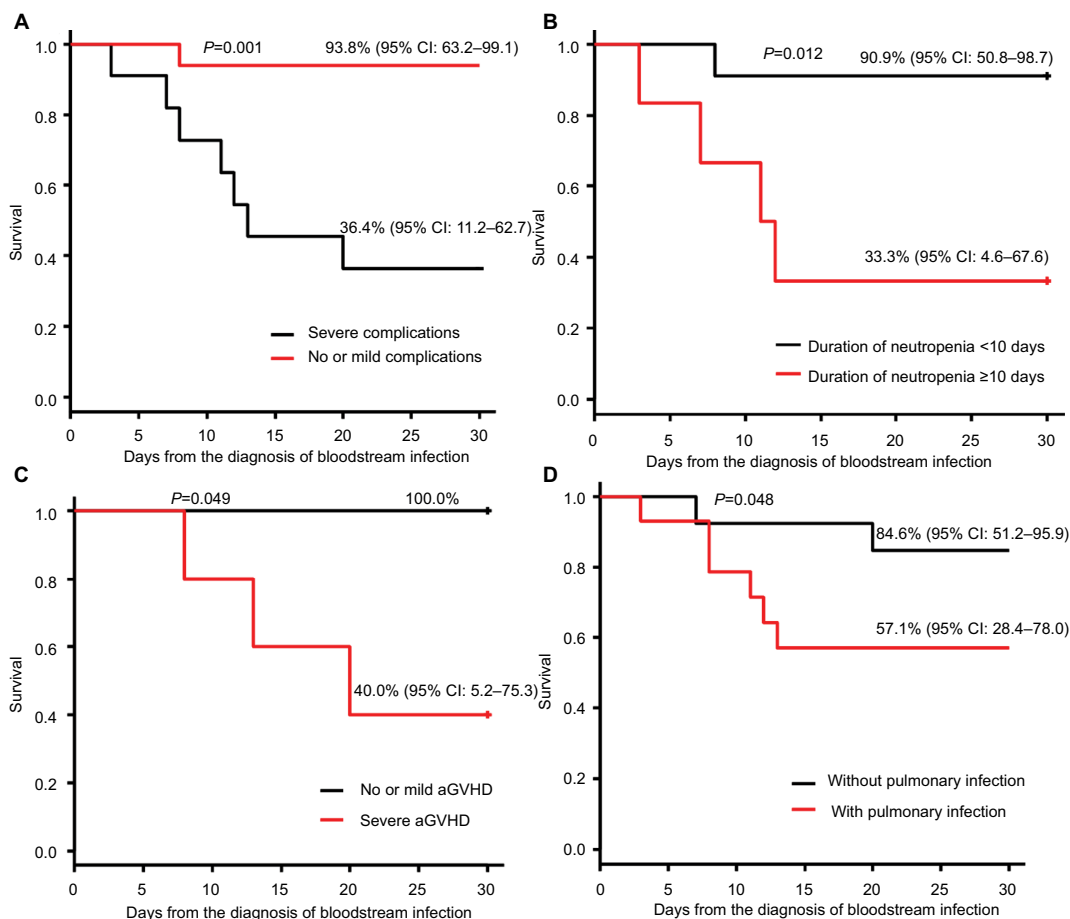 A
P=0.001
93.8% (95% CI: 63.2–99.1)
1.0
0.8
0.6
0.4
0.2
0.0
Survival
36.4% (95% CI: 11.2–62.7)
Severe complications
No or mild complications
0 5 10 15 20 25 30
Days from the diagnosis of bloodstream infection
B
P=0.012
90.9% (95% CI: 50.8–98.7)
1.0
0.8
0.6
0.4
0.2
0.0
Survival
33.3% (95% CI: 4.6–67.6)
Duration of neutropenia <10 days
Duration of neutropenia ≥10 days
0 5 10 15 20 25 30
Days from the diagnosis of bloodstream infection
C
P=0.049
100.0%
1.0
0.8
0.6
0.4
0.2
0.0
Survival
40.0% (95% CI: 5.2–75.3)
No or mild aGVHD
Severe aGVHD
0 5 10 15 20 25 30
Days from the diagnosis of bloodstream infection
D
P=0.048
84.6% (95% CI: 51.2–95.9)
1.0
0.8
0.6
0.4
0.2
0.0
Survival
57.1% (95% CI: 28.4–78.0)
Without pulmonary infection
With pulmonary infection
0 5 10 15 20 25 30
Days from the diagnosis of bloodstream infection